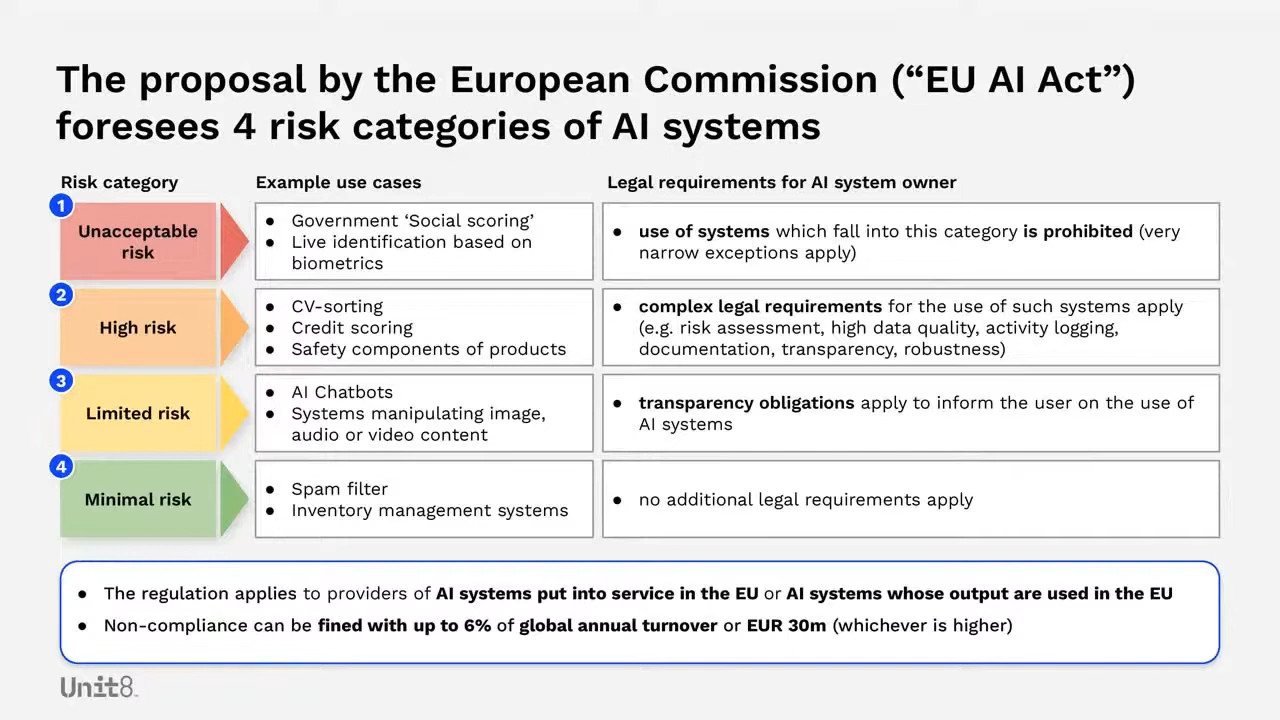 The proposal by the European Commission (“EU AI Act”)
foresees 4 risk categories of AI systems
Risk category
Example use cases
Legal requirements for AI system owner
1
Unacceptable
risk
● Government ‘Social scoring’
● Live identification based on
biometrics
● use of systems which fall into this category is prohibited (very
narrow exceptions apply)
2
High risk
● CV-sorting
● Credit scoring
● Safety components of products
● complex legal requirements for the use of such systems apply
(e.g. risk assessment, high data quality, activity logging,
documentation, transparency, robustness)
3
Limited risk
● AI Chatbots
● Systems manipulating image,
audio or video content
● transparency obligations apply to inform the user on the use of
AI systems
4
Minimal risk
● Spam filter
● Inventory management systems
● no additional legal requirements apply
● The regulation applies to providers of AI systems put into service in the EU or AI systems whose output are used in the EU
● Non-compliance can be fined with up to 6% of global annual turnover or EUR 30m (whichever is higher)
Unit8